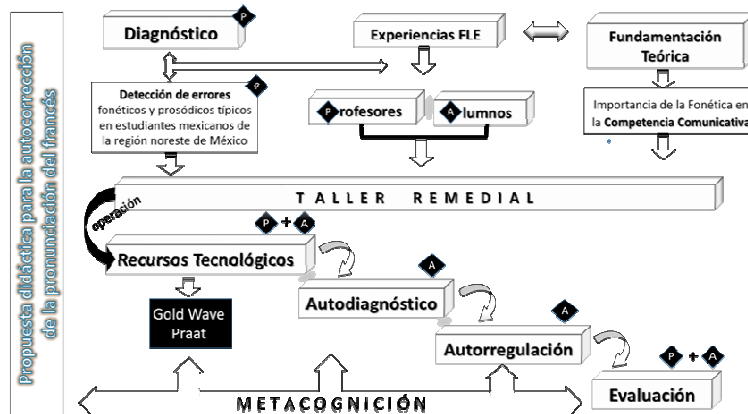 Propuesta didáctica para la autocorrección
de la pronunciación del francés
P
Diagnóstico
Experiencias FLE
Fundamentación
Teórica
P
Detección de errores
fonéticos y prosódicos típicos
en estudiantes mexicanos de
la región noreste de México
Profesores
Alumnos
Importancia de la Fonética en
la Competencia Comunicativa
TALLER REMEDIAL
operación
P + A
Recursos Tecnológicos
A
Autodiagnóstico
Gold Wave
Praat
A
Autorregulación
P + A
Evaluación
METACOGNICIÓN